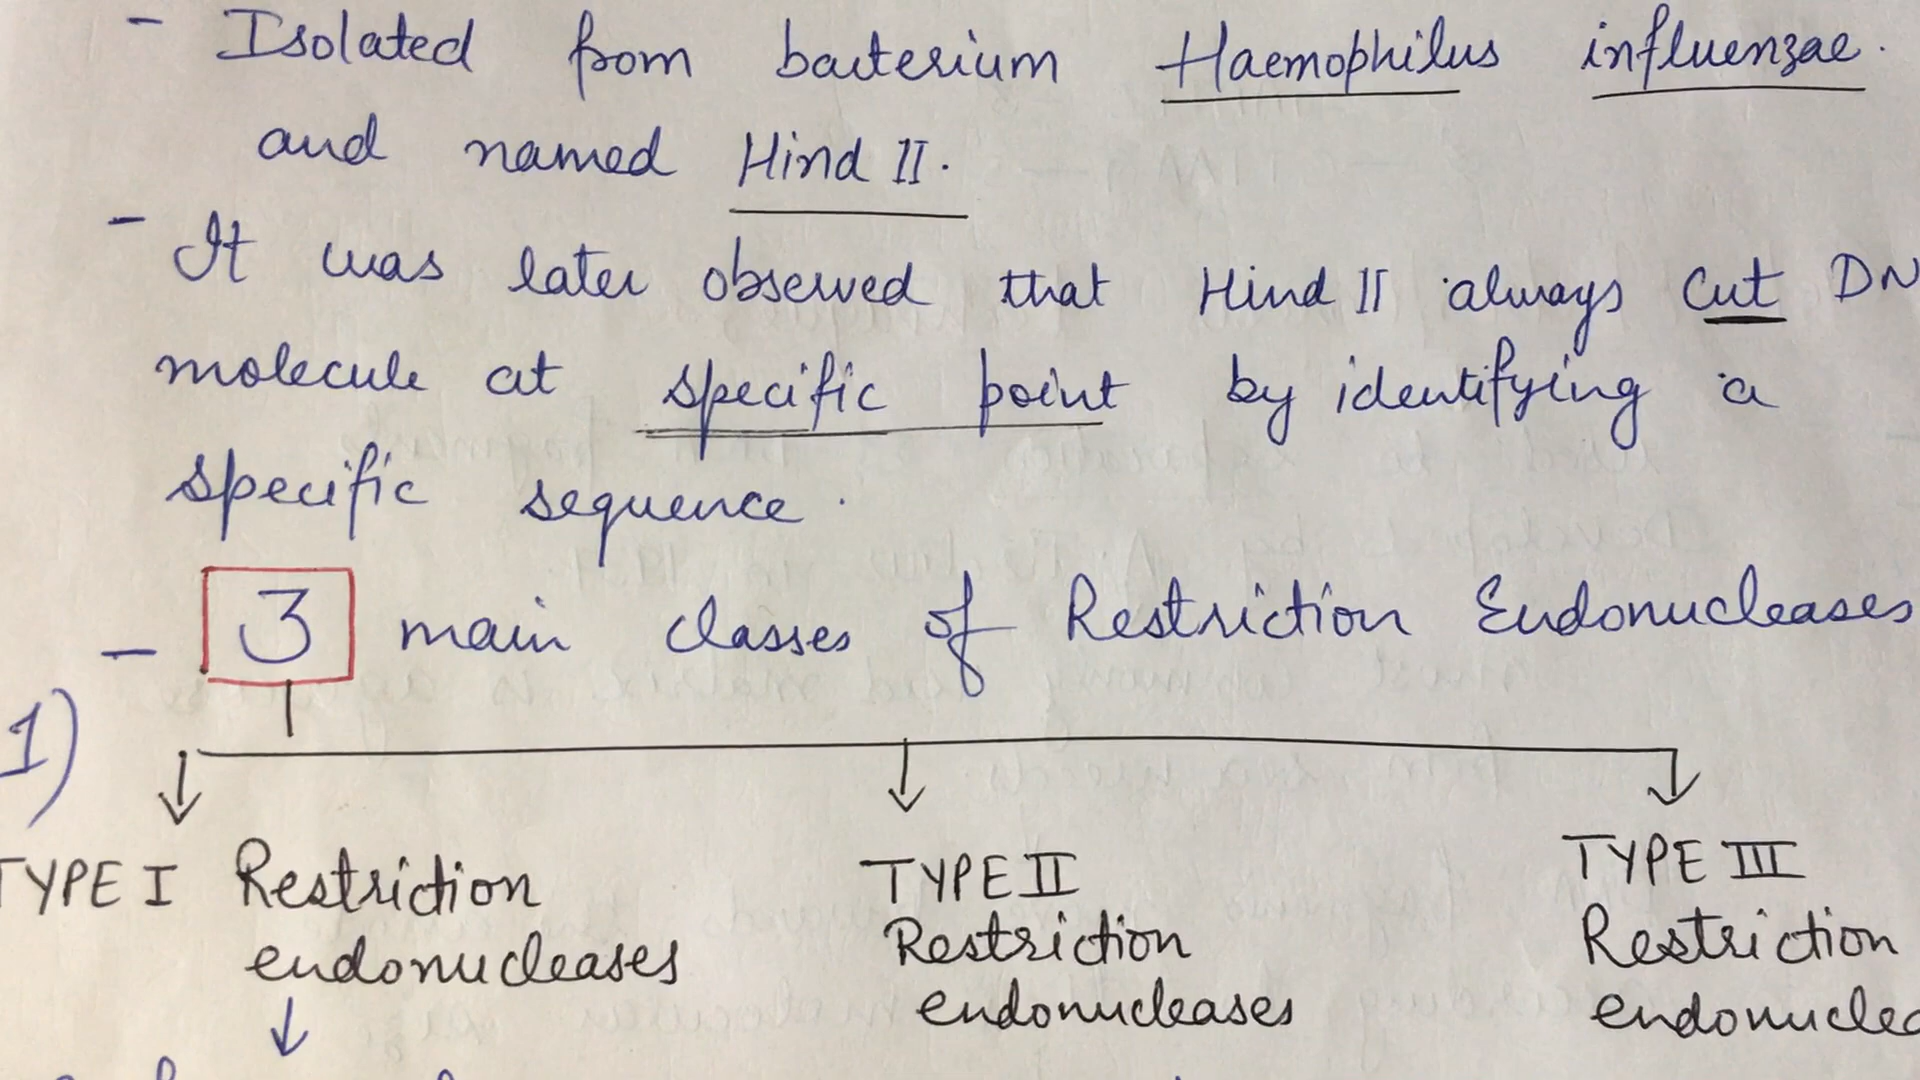 - Isolated from bacterium Haemophilus influenzae.
and named Hind II.
- It was later observed that Hind II always cut DN
molecule at specific point by identifying a
specific sequence.
- 3 main classes of Restriction Endonucleases
1)
TYPE I Restriction
endonucleases
TYPE II
Restriction
endonucleases
TYPE III
Restriction
endonuclea